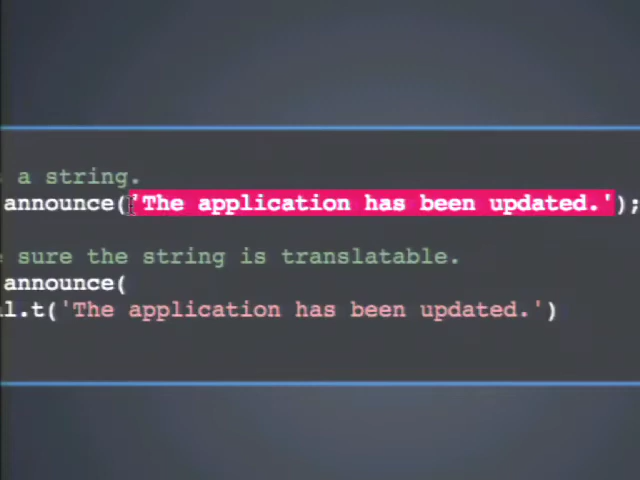 a string.
announce('The application has been updated.');
sure the string is translatable.
announce(
l.t('The application has been updated.')